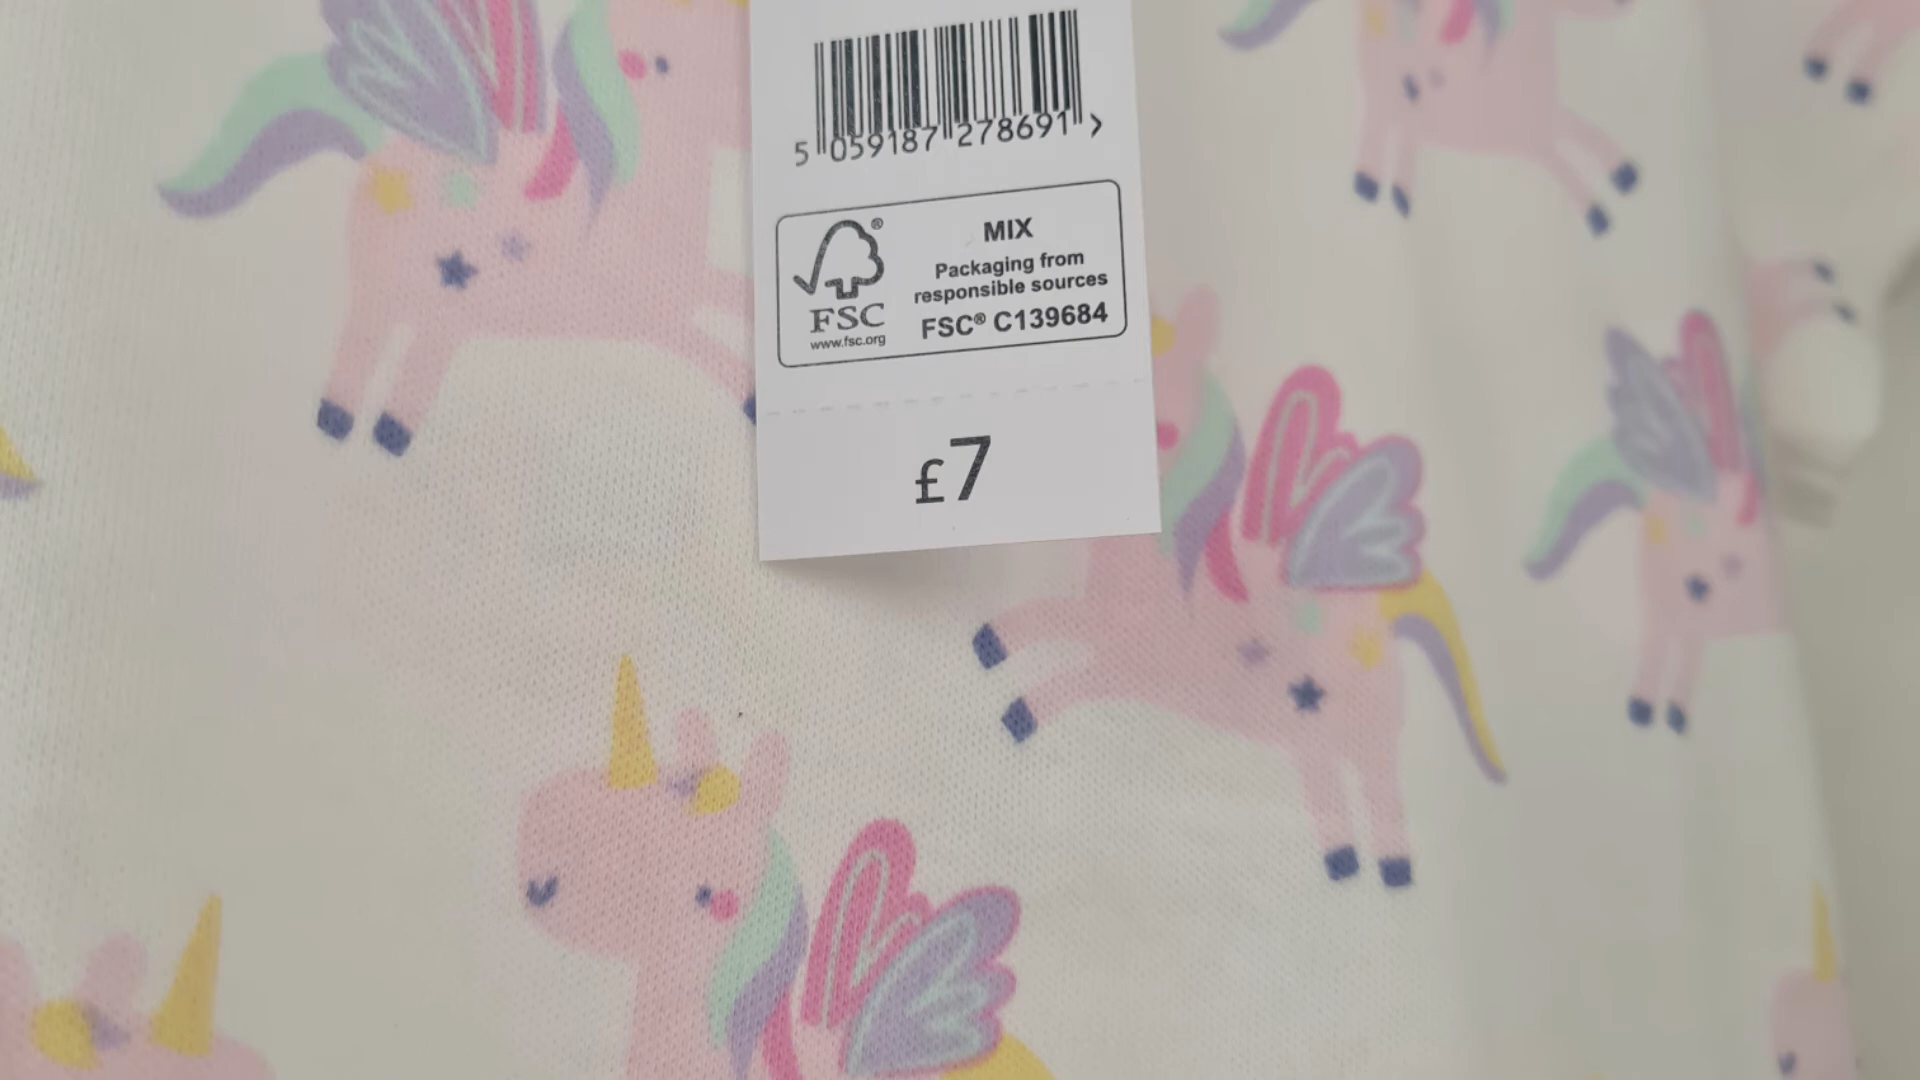 5 059187 278691 >
MIX
Packaging from
responsible sources
FSC® C139684
®
FSC
www.fsc.org
£7